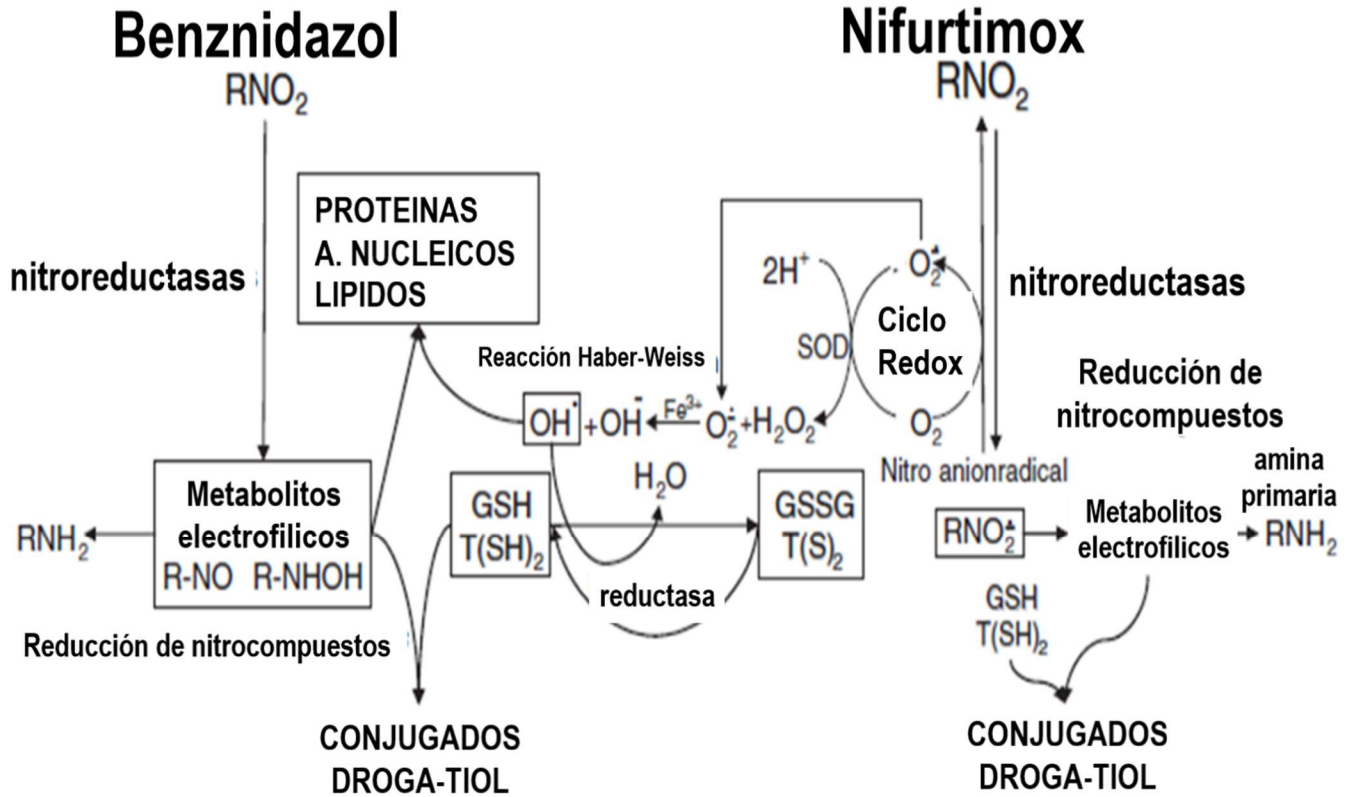 Benznidazol
RNO2
nitroreductasas
PROTEINAS
A. NUCLEICOS
LIPIDOS
Metabolitos
electrofilicos
R-NO R-NHOH
RNH2
Reducción de nitrocompuestos
CONJUGADOS
DROGA-TIOL
Reacción Haber-Weiss
OH• + OH- Fe3+ O2∸ + H2O2
GSH
T(SH)2
H2O
GSSG
T(S)2
reductasa
Nifurtimox
RNO2
nitroreductasas
2H+
O2∸
SOD
Ciclo
Redox
O2
Nitro anionradical
RNO2∸
Reducción de
nitrocompuestos
Metabolitos
electrofilicos
amina
primaria
RNH2
GSH
T(SH)2
CONJUGADOS
DROGA-TIOL